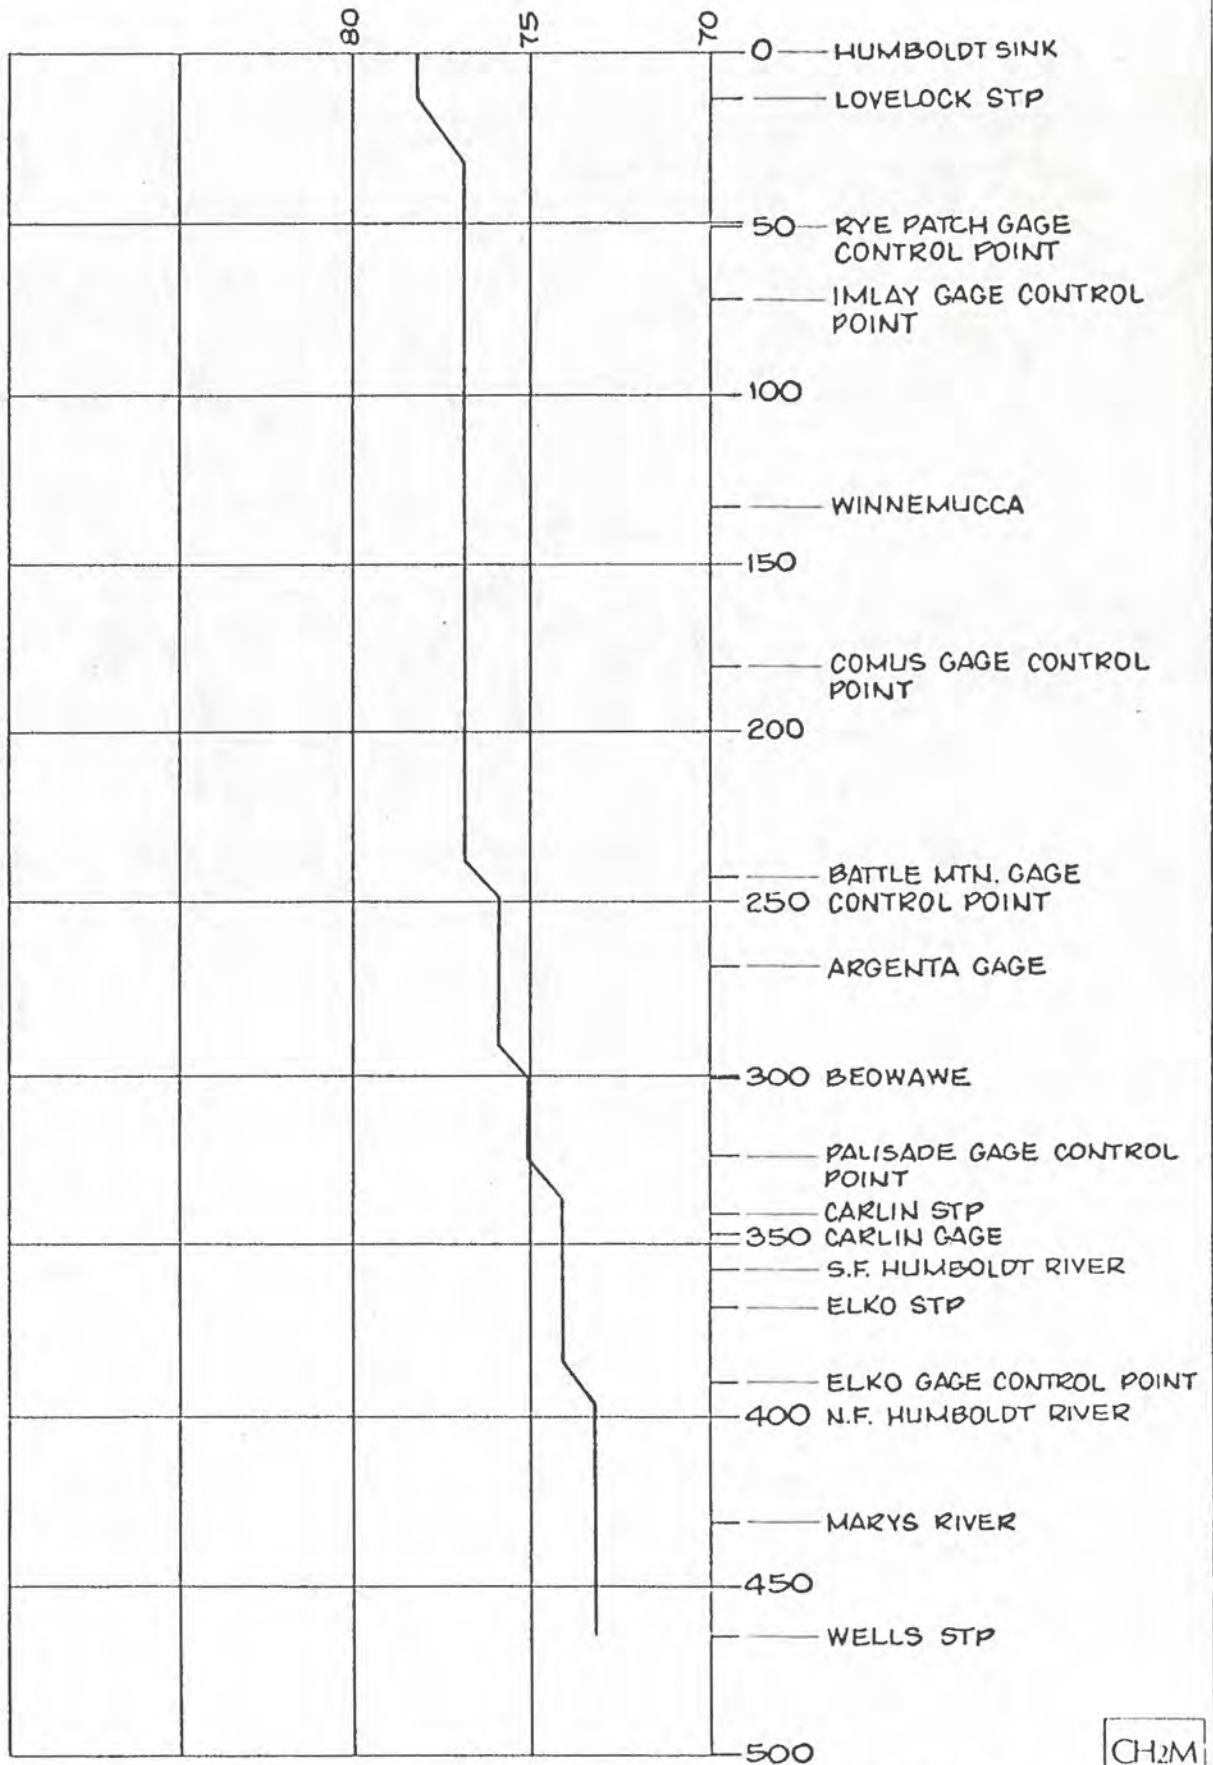 80
75
70
0 HUMBOLDT SINK
LOVELOCK STP
50 RYE PATCH GAGE
CONTROL POINT
IMLAY GAGE CONTROL
POINT
100
WINNEMUCCA
150
COMUS GAGE CONTROL
POINT
200
BATTLE MTN. GAGE
250 CONTROL POINT
ARGENTA GAGE
300 BEOWAWE
PALISADE GAGE CONTROL
POINT
CARLIN STP
350 CARLIN GAGE
S.F. HUMBOLDT RIVER
ELKO STP
ELKO GAGE CONTROL POINT
400 N.F. HUMBOLDT RIVER
MARYS RIVER
450
WELLS STP
500
CH2M